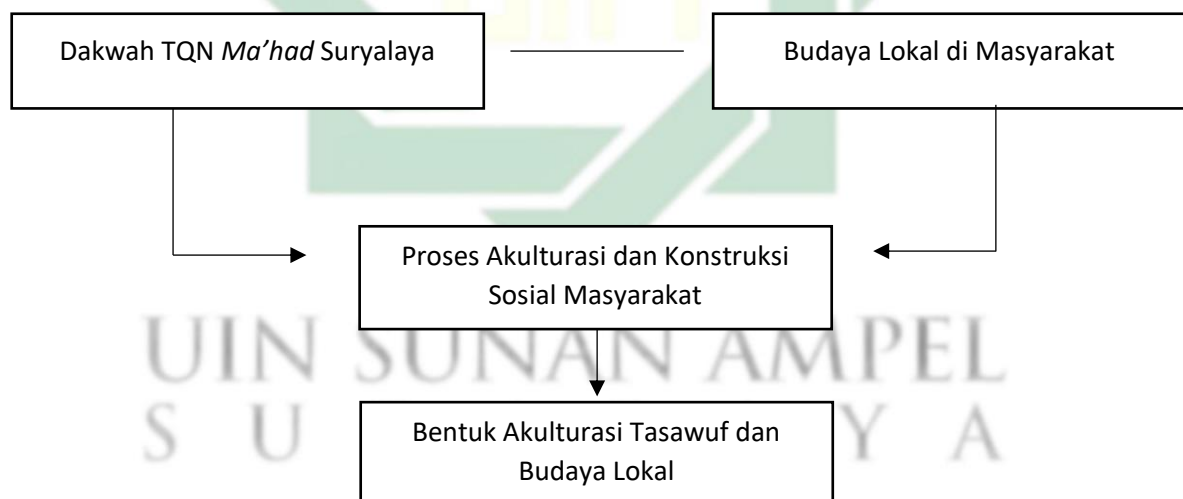 Dakwah TQN Ma’had Suryalaya
Budaya Lokal di Masyarakat
Proses Akulturasi dan Konstruksi
Sosial Masyarakat
UIN SUNAN AMPEL
S U Y A
Bentuk Akulturasi Tasawuf dan
Budaya Lokal